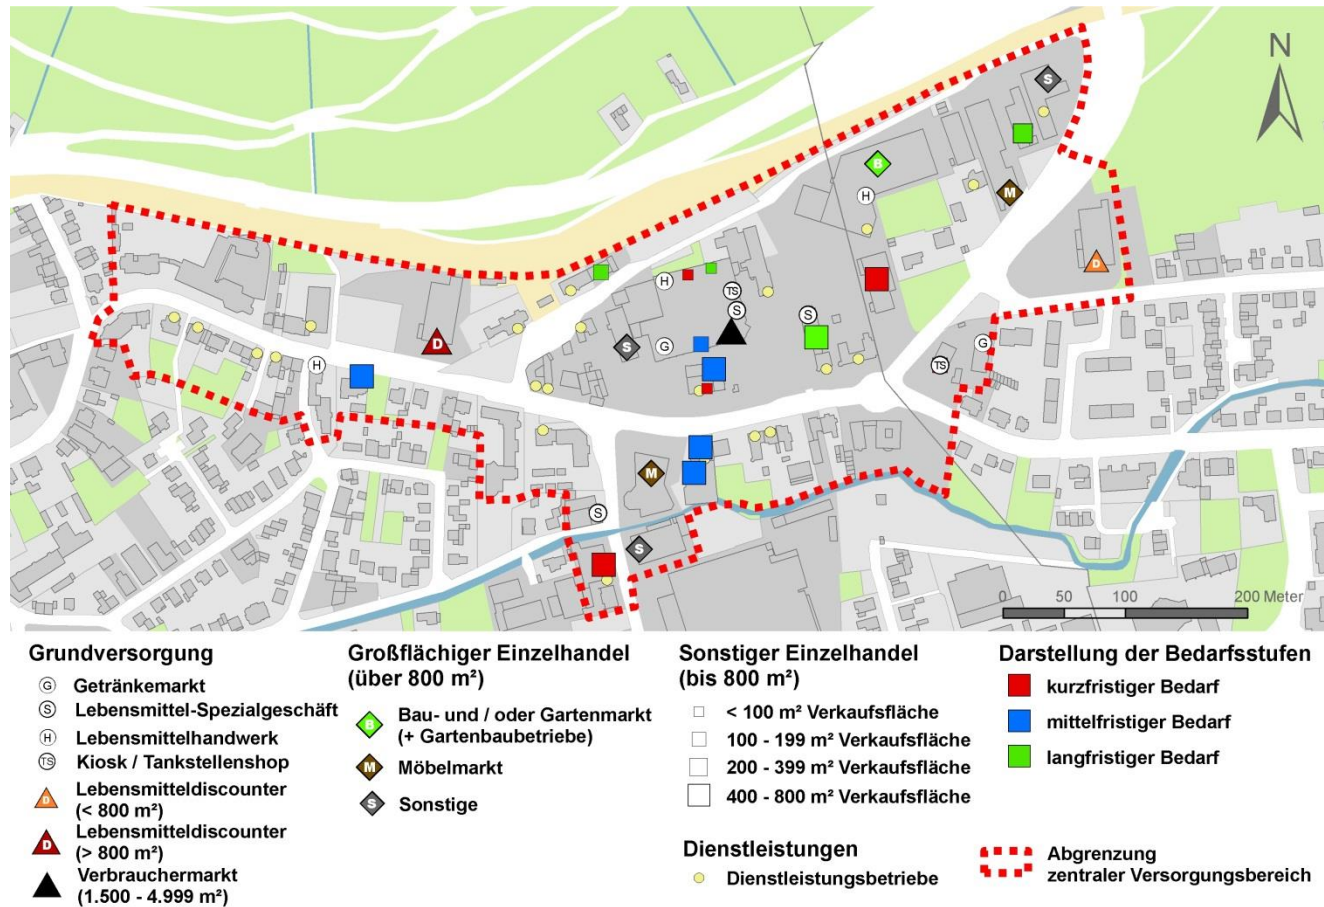 N
S
B
M
H
D
H
TS
S
S
S
G
D
G
TS
H
M
S
S
0 50 100 200 Meter
Grundversorgung
G Getränkemarkt
S Lebensmittel-Spezialgeschäft
H Lebensmittelhandwerk
TS Kiosk / Tankstellenshop
D Lebensmitteldiscounter
(< 800 m²)
D Lebensmitteldiscounter
(> 800 m²)
Verbrauchermarkt
(1.500 - 4.999 m²)
Großflächiger Einzelhandel
(über 800 m²)
B Bau- und / oder Gartenmarkt
(+ Gartenbaubetriebe)
M Möbelmarkt
S Sonstige
Sonstiger Einzelhandel
(bis 800 m²)
< 100 m² Verkaufsfläche
100 - 199 m² Verkaufsfläche
200 - 399 m² Verkaufsfläche
400 - 800 m² Verkaufsfläche
Dienstleistungen
Dienstleistungsbetriebe
Darstellung der Bedarfsstufen
kurzfristiger Bedarf
mittelfristiger Bedarf
langfristiger Bedarf
Abgrenzung
zentraler Versorgungsbereich